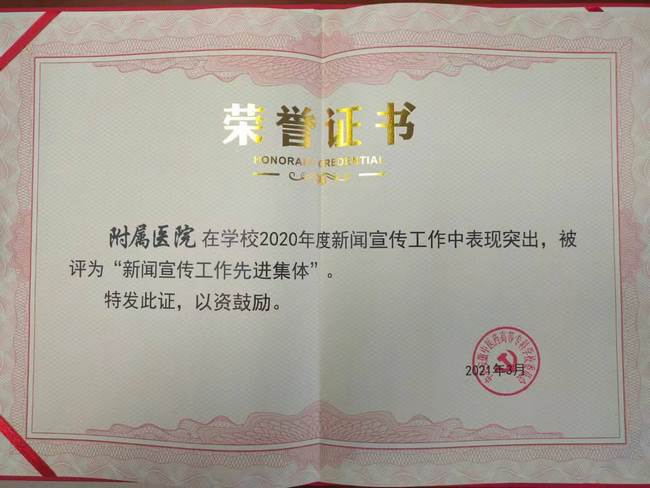 荣誉证书
HONORARY CREDENTIAL
附属医院在学校2020年度新闻宣传工作中表现突出，被
评为“新闻宣传工作先进集体”。
特发此证，以资鼓励。
2021年3月